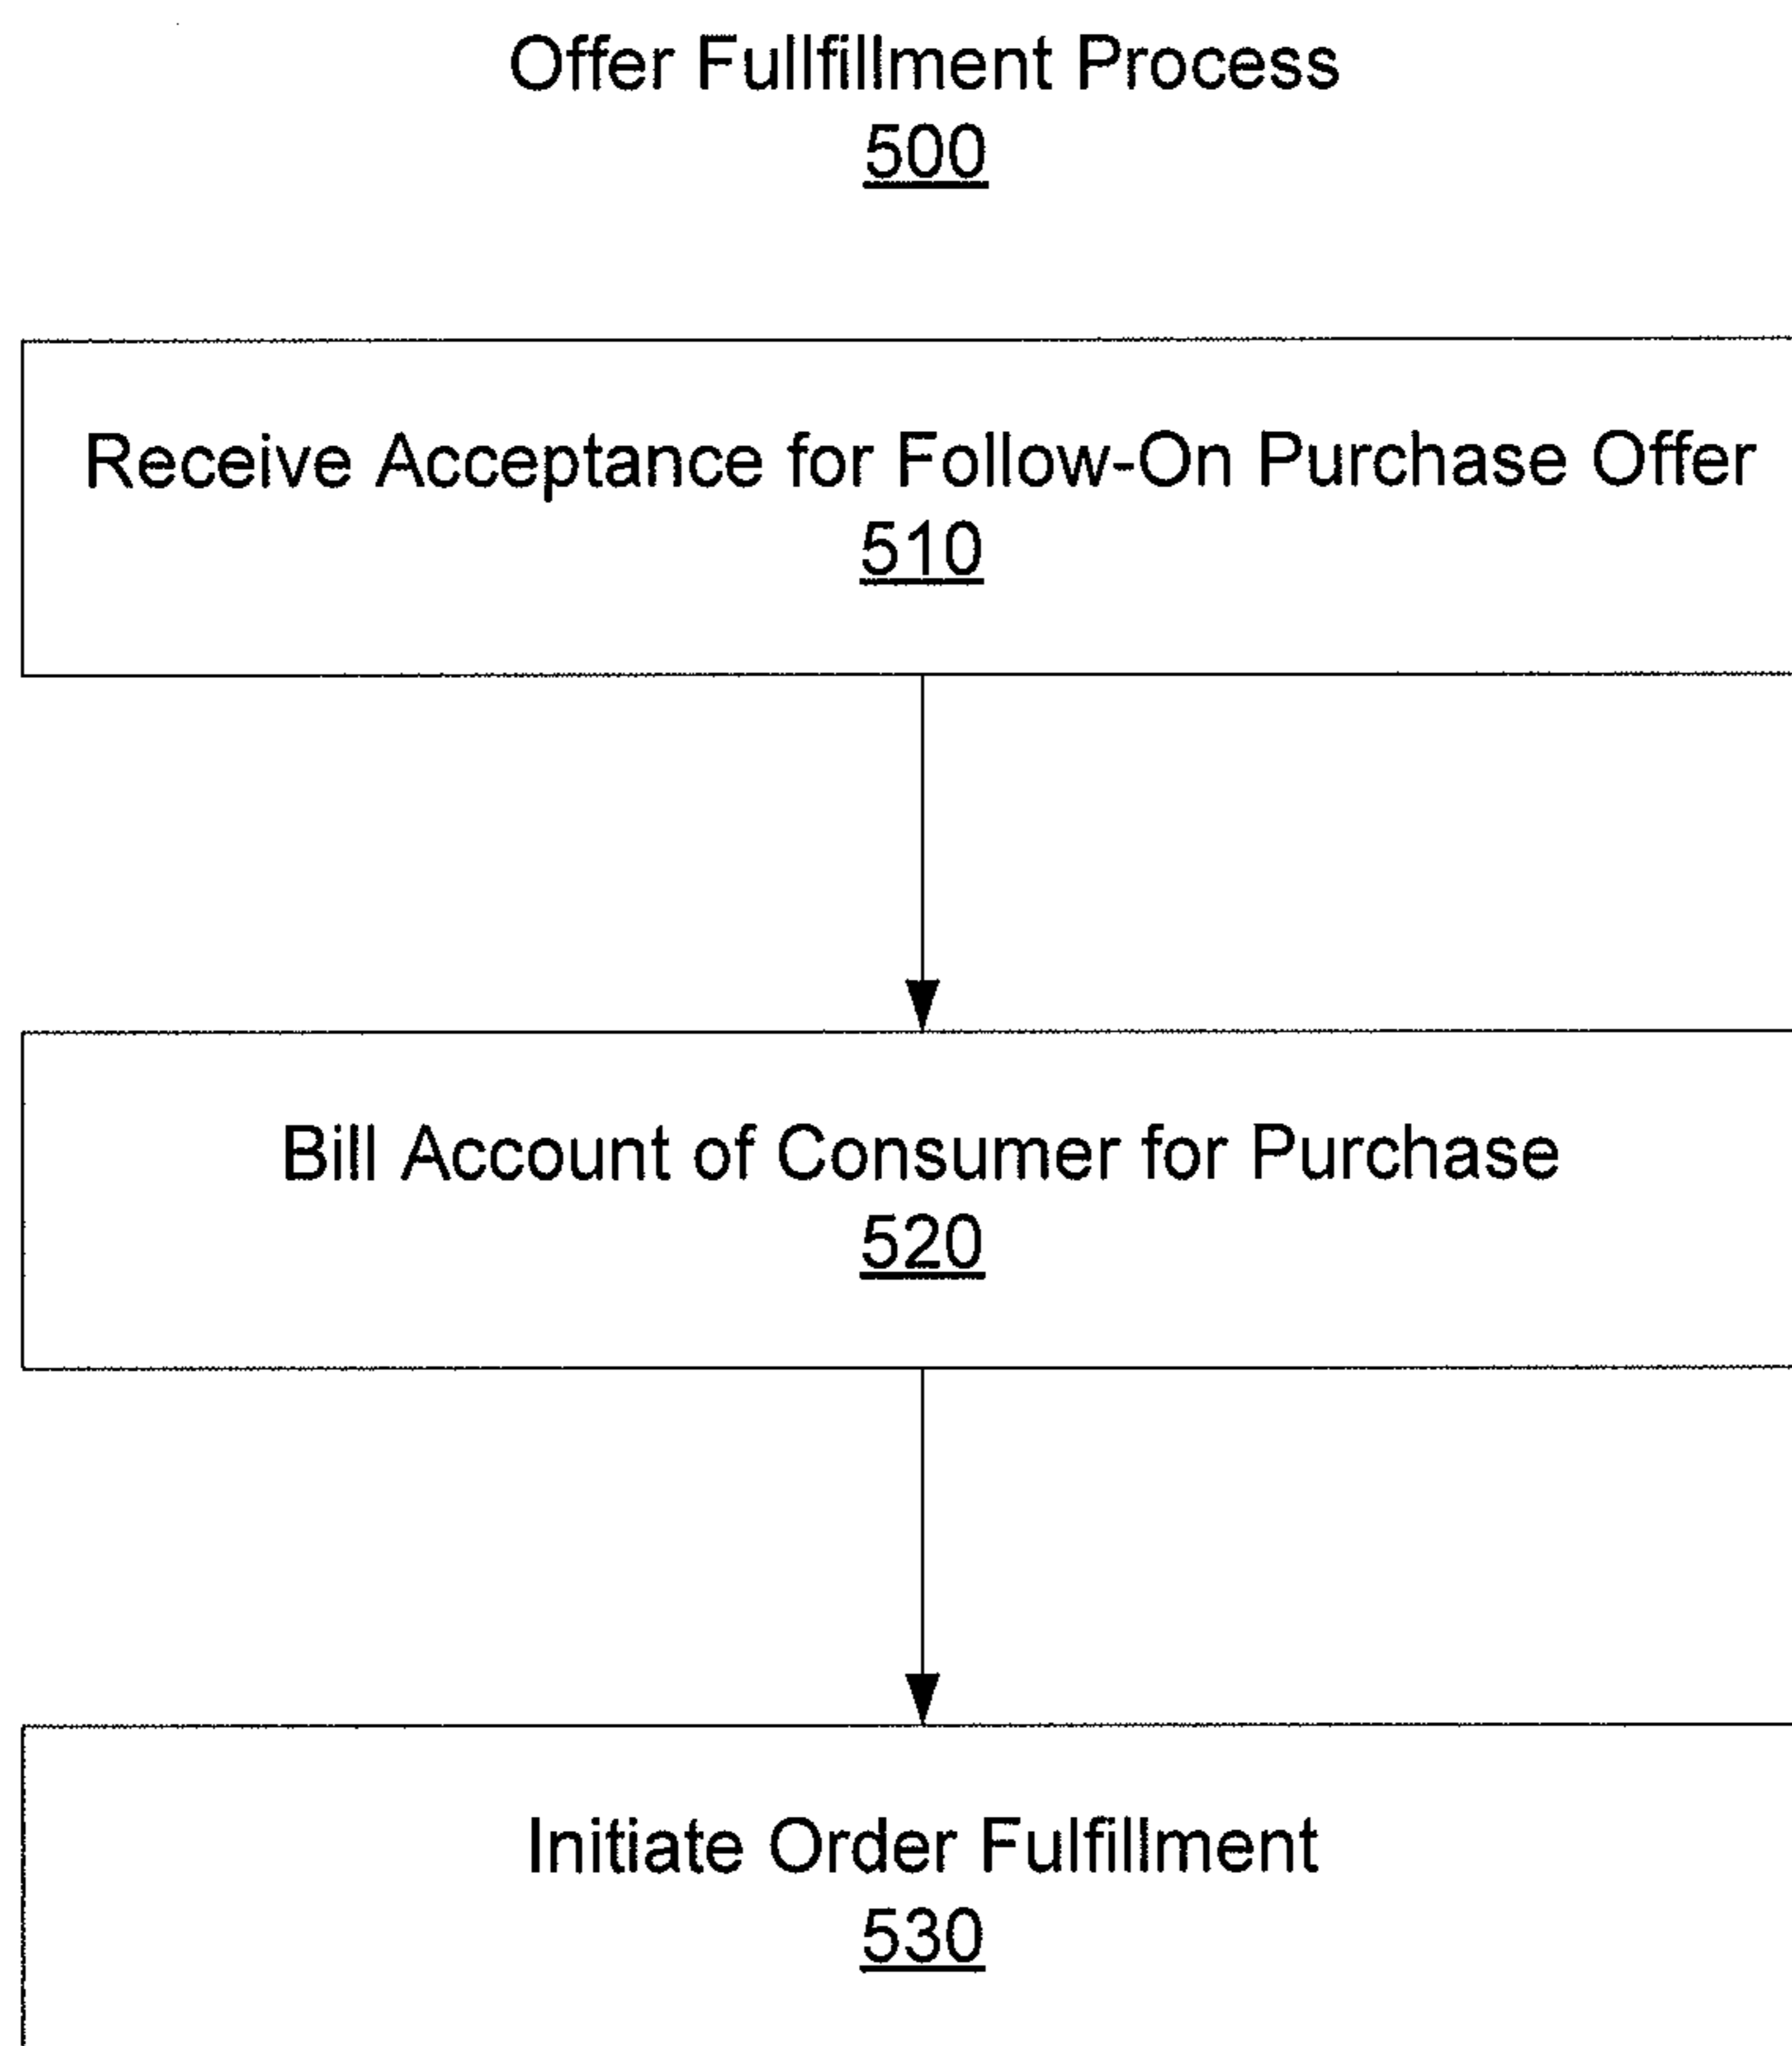 Offer Fullfillment Process
500
Receive Acceptance for Follow-On Purchase Offer
510
Bill Account of Consumer for Purchase
520
Initiate Order Fulfillment
530